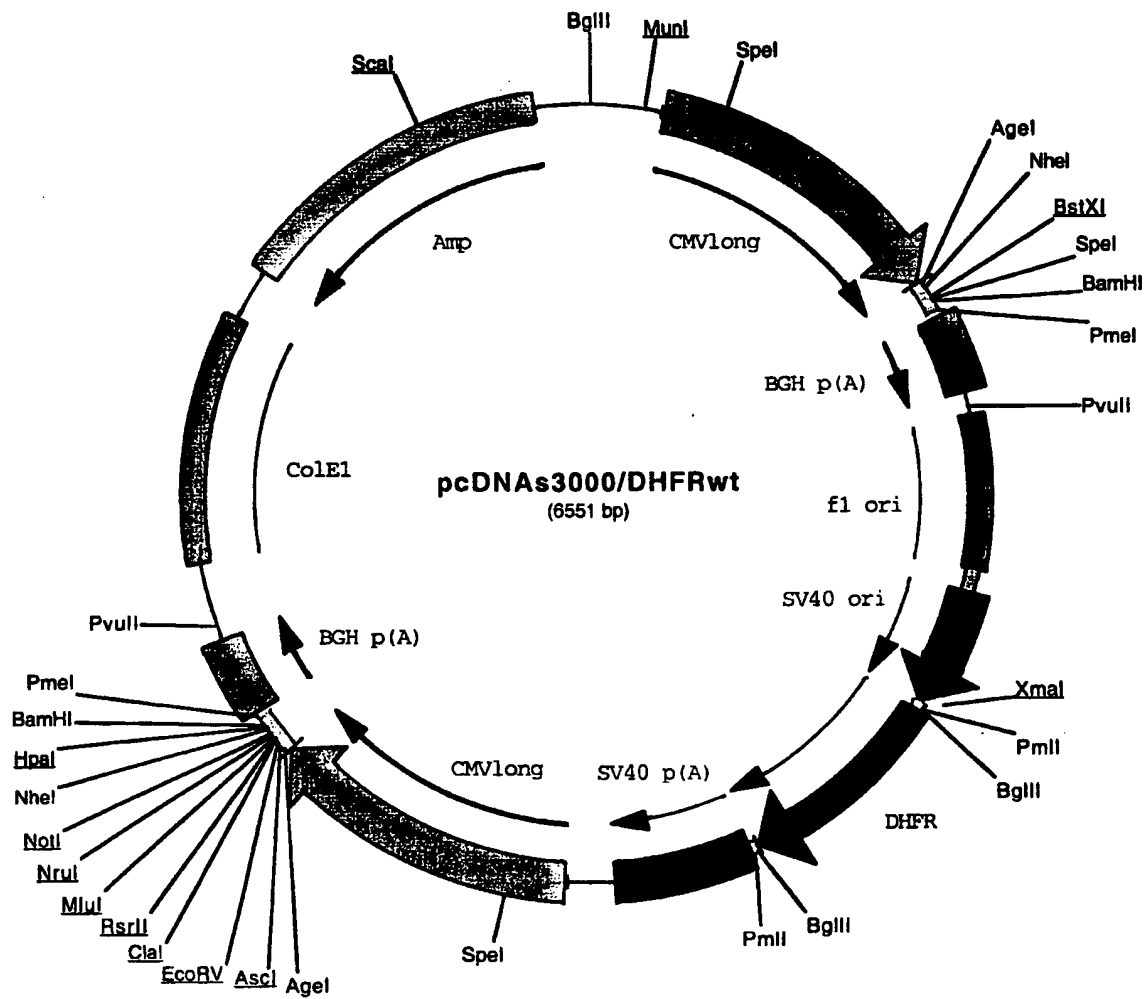 BglII
MunI
SpeI
ScaI
AgeI
NheI
BstXI
SpeI
BamHI
PmeI
PvuII
Amp
CMVlong
BGH p(A)
ColE1
pcDNAs3000/DHFRwt
(6551 bp)
f1 ori
SV40 ori
PvuII
BGH p(A)
XmaI
PmlI
BglII
PmeI
BamHI
HpaI
NheI
NotI
NruI
MluI
RsrII
ClaI
EcoRV
AscI
AgeI
CMVlong
SV40 p(A)
DHFR
SpeI
PmlI
BglII